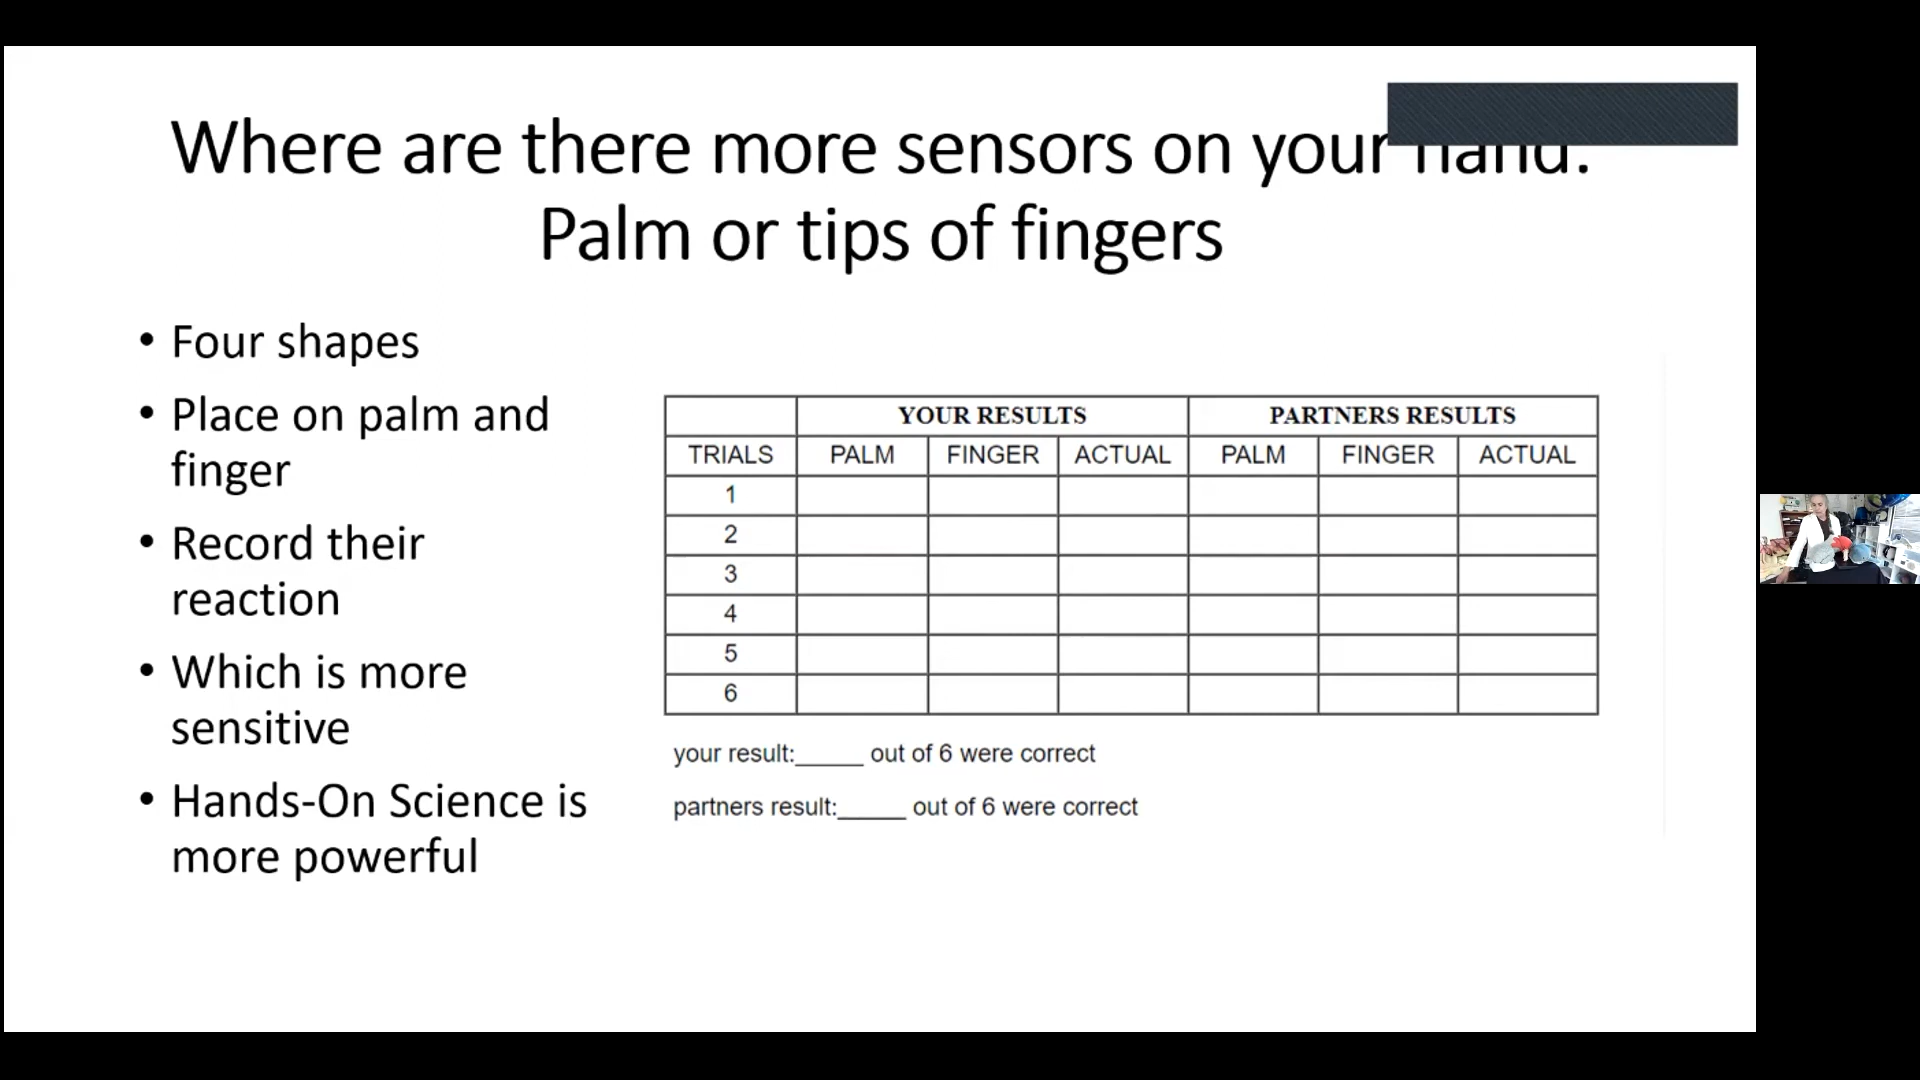 Where are there more sensors on your hand:
Palm or tips of fingers
• Four shapes
• Place on palm and
finger
• Record their
reaction
• Which is more
sensitive
• Hands-On Science is
more powerful
YOUR RESULTS PARTNERS RESULTS
TRIALS PALM FINGER ACTUAL PALM FINGER ACTUAL
1
2
3
4
5
6
your result:_____ out of 6 were correct
partners result:_____ out of 6 were correct